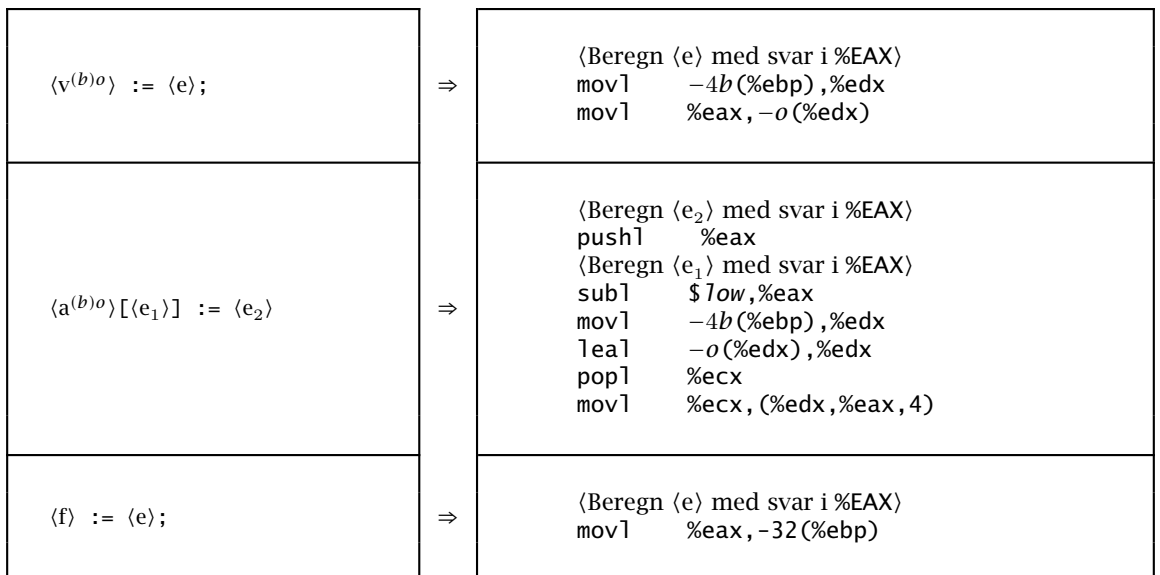 ⟨v⁽ᵇ⁾ᵒ⟩ := ⟨e⟩; ⇒ ⟨Beregn ⟨e⟩ med svar i %EAX⟩
movl −4b(%ebp),%edx
movl %eax,−o(%edx)
⟨a⁽ᵇ⁾ᵒ⟩[⟨e₁⟩] := ⟨e₂⟩ ⇒ ⟨Beregn ⟨e₂⟩ med svar i %EAX⟩
pushl %eax
⟨Beregn ⟨e₁⟩ med svar i %EAX⟩
subl $low,%eax
movl −4b(%ebp),%edx
leal −o(%edx),%edx
popl %ecx
movl %ecx,(%edx,%eax,4)
⟨f⟩ := ⟨e⟩; ⇒ ⟨Beregn ⟨e⟩ med svar i %EAX⟩
movl %eax,-32(%ebp)